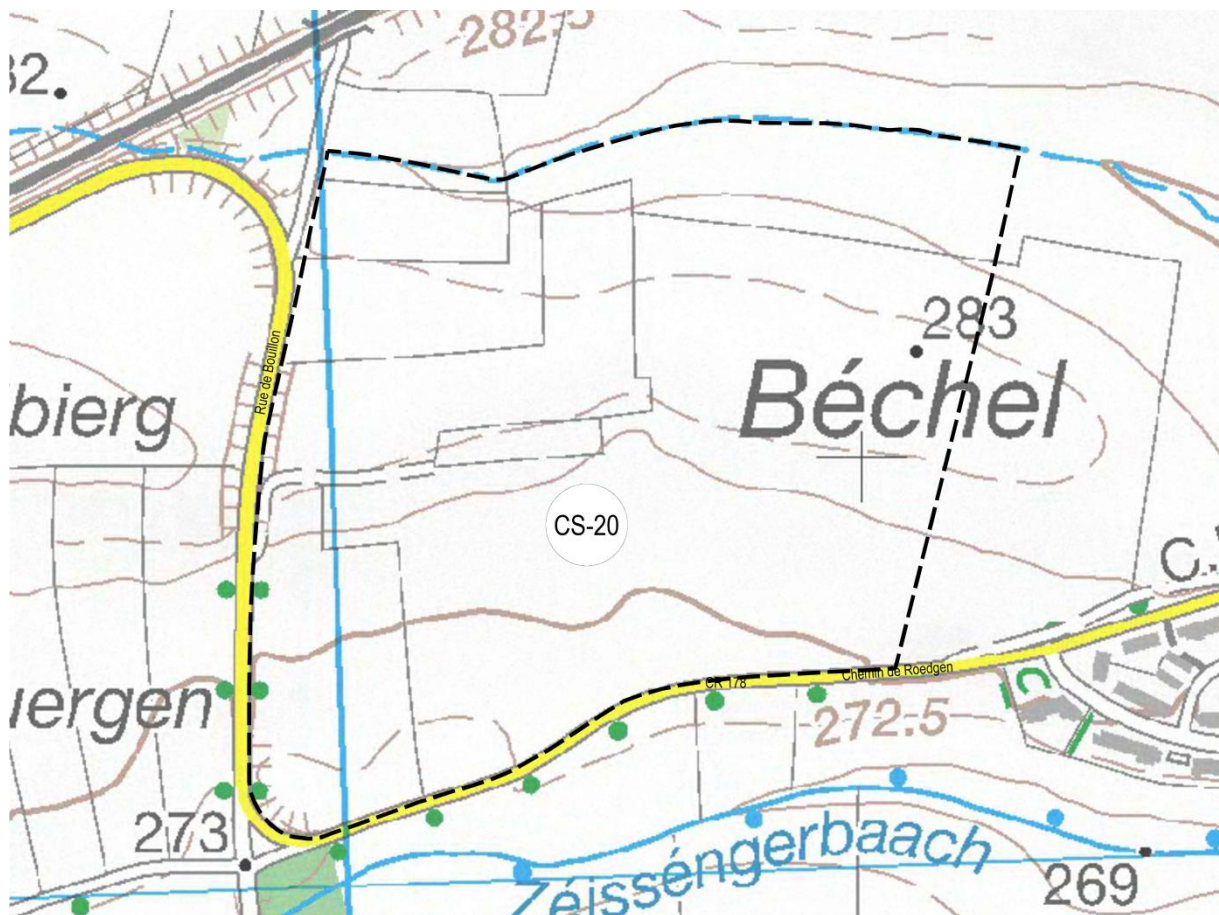 282.5
32
283
Rue de Bouillon
Béchel
bierg
CS-20
C.
Chemin de Roedgen
CR 178
uergen
272.5
273
Zéisséngerbaach
269